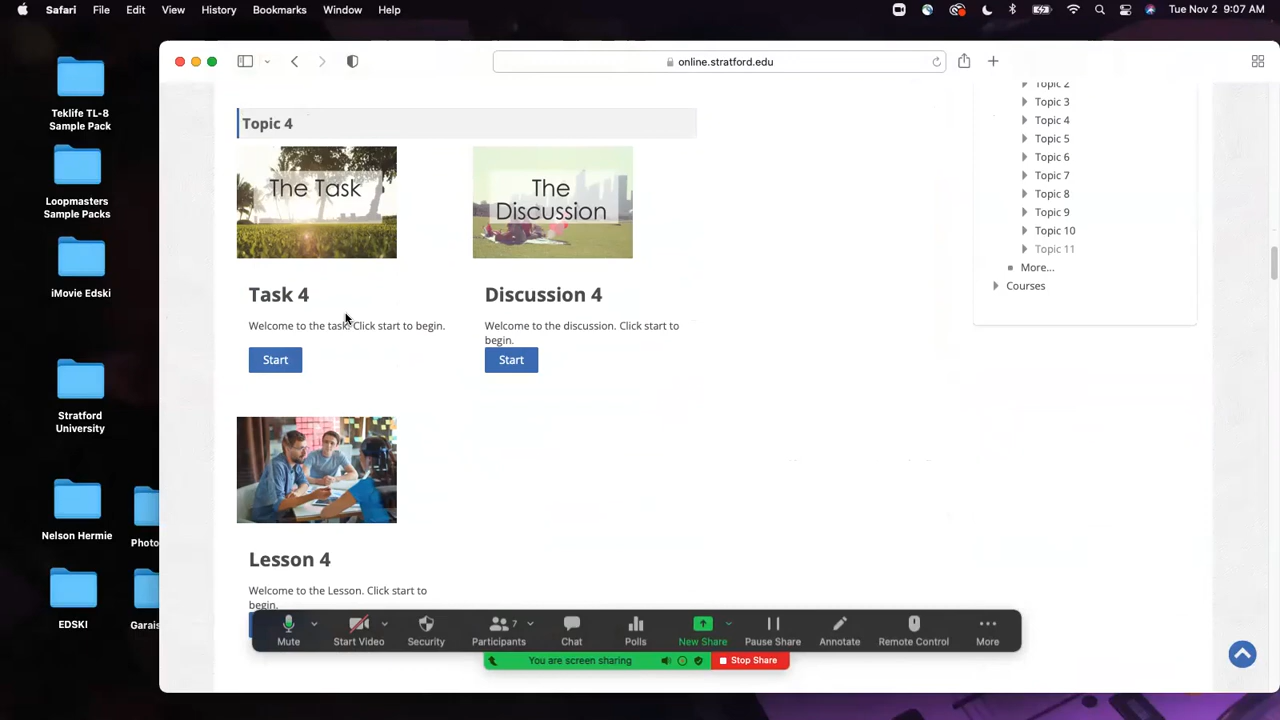 Safari File Edit View History Bookmarks Window Help Tue Nov 2 9:07 AM
Teklife TL-8
Sample Pack
Loopmasters
Sample Packs
iMovie Edski
Stratford
University
Nelson Hermie
Photo
EDSKI
Garais
online.stratford.edu
Topic 4
The Task
The
Discussion
Task 4
Discussion 4
Welcome to the task. Click start to begin.
Welcome to the discussion. Click start to
begin.
Start
Start
Lesson 4
Welcome to the Lesson. Click start to
begin.
Topic 2
Topic 3
Topic 4
Topic 5
Topic 6
Topic 7
Topic 8
Topic 9
Topic 10
Topic 11
More...
Courses
Mute Start Video Security Participants 7 Chat Polls New Share Pause Share Annotate Remote Control More
You are screen sharing Stop Share